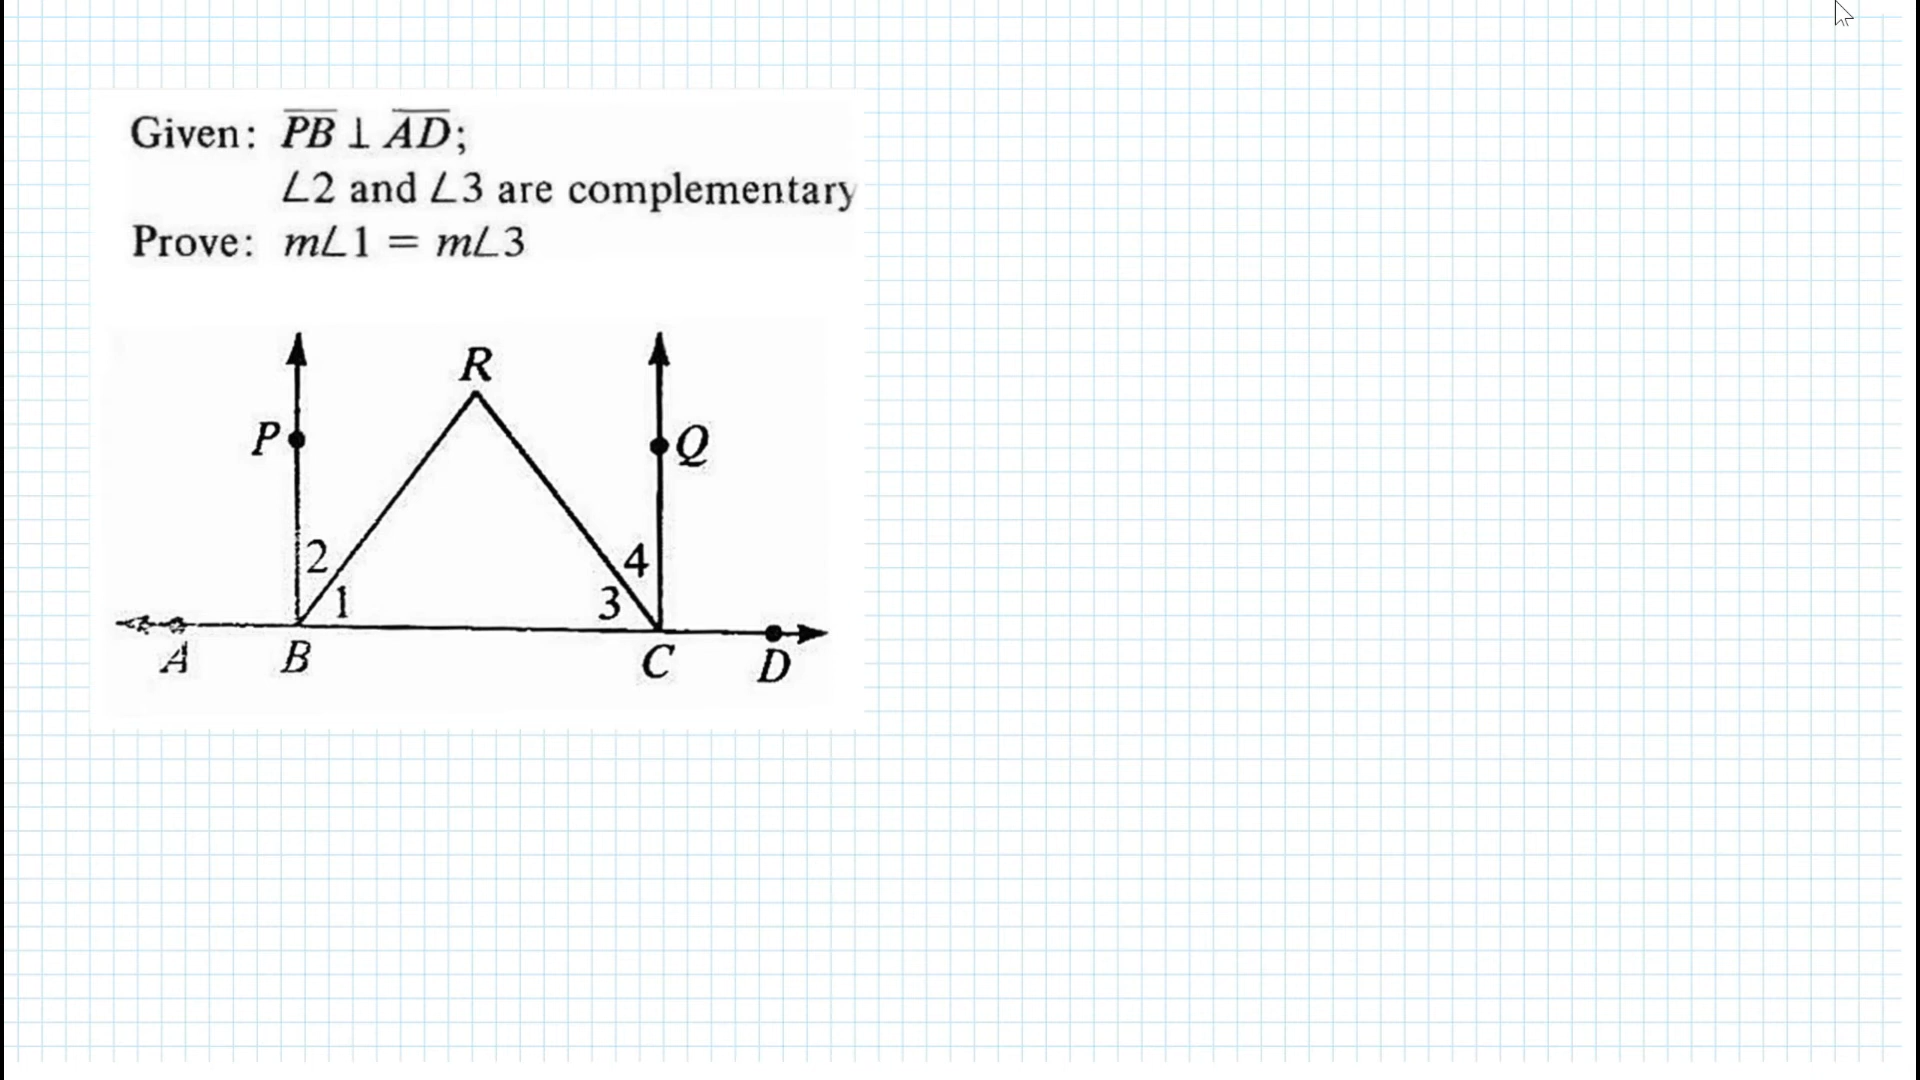 Given: PB ⊥ AD;
∠2 and ∠3 are complementary
Prove: m∠1 = m∠3
R
P
Q
2
4
1
3
A B C D